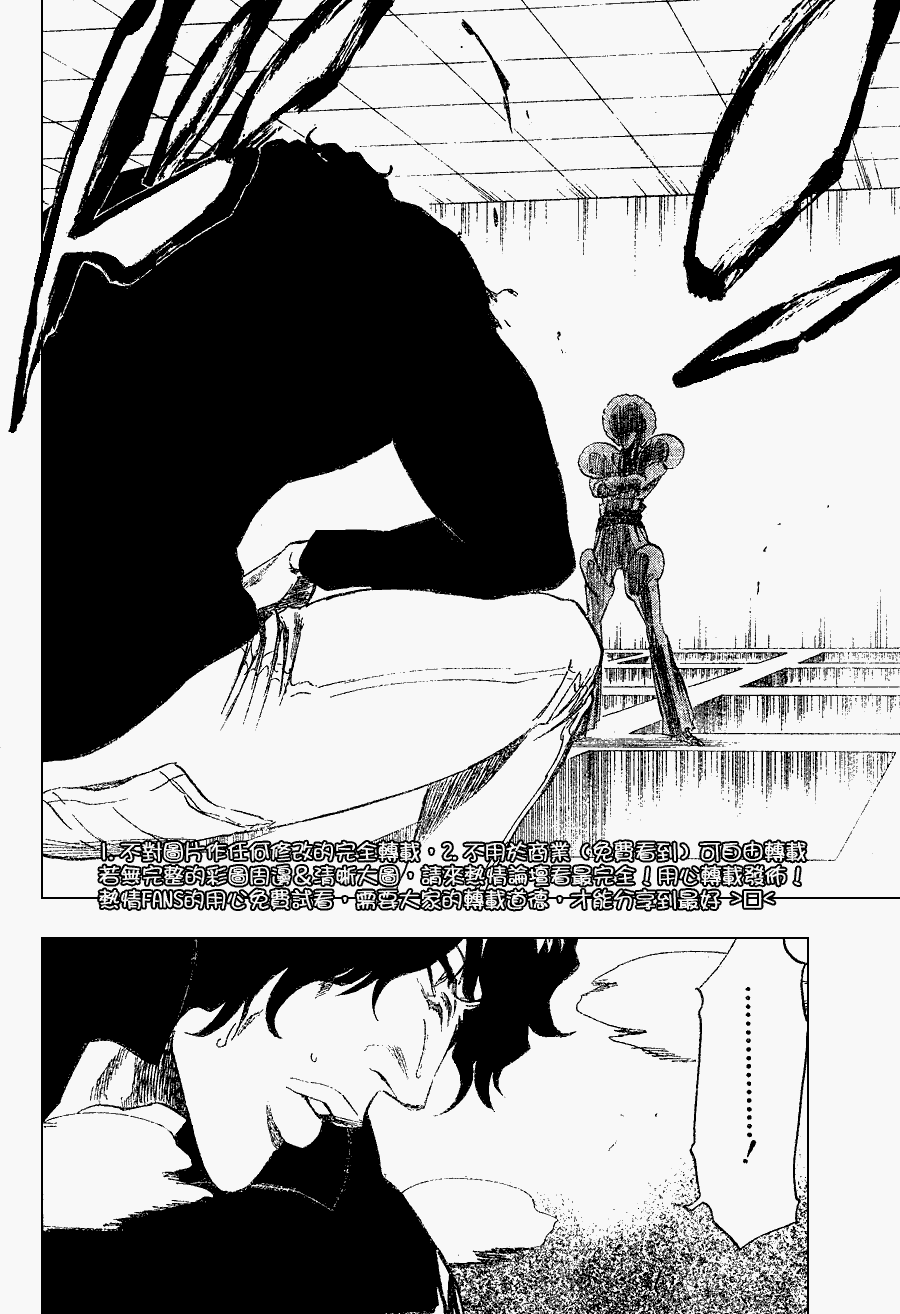 1. 不對圖片作任何修改的完全轉載，2. 不用於商業（免費看到）可自由轉載
若無完整的彩圖周邊&清晰大圖，請來熱情論壇看最完全！用心轉載發佈！
熱情FANS的用心免費試看，需要大家的轉載道德，才能分享到最好 >口<
………………！